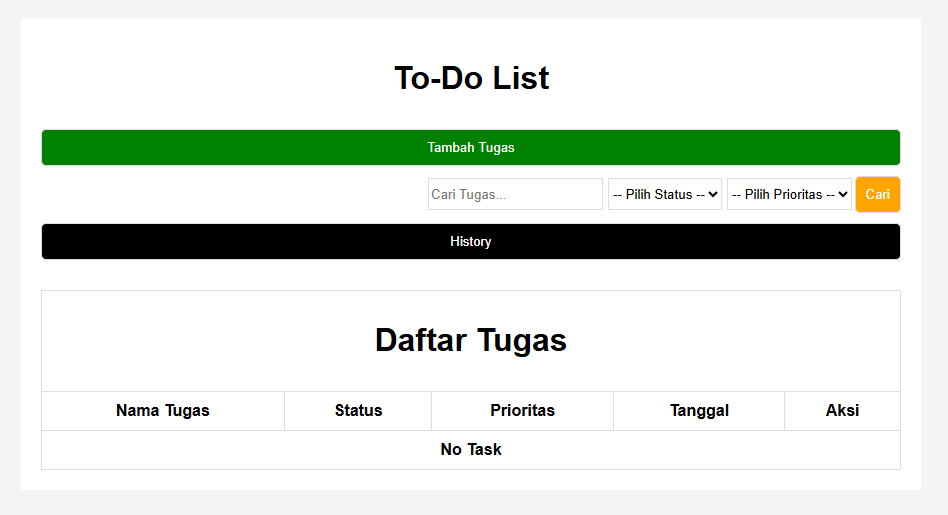 To-Do List
Tambah Tugas
Cari Tugas... -- Pilih Status -- -- Pilih Prioritas -- Cari
History
Daftar Tugas
Nama Tugas Status Prioritas Tanggal Aksi
No Task